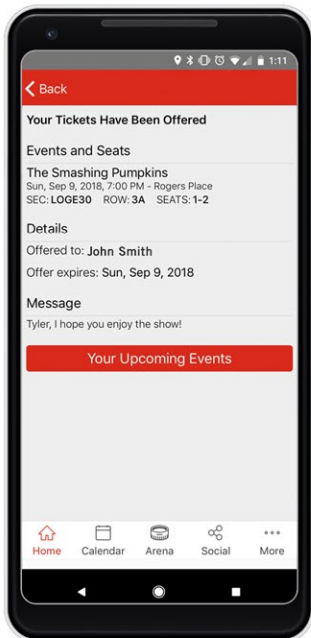 1:11
Back
Your Tickets Have Been Offered
Events and Seats
The Smashing Pumpkins
Sun, Sep 9, 2018, 7:00 PM - Rogers Place
SEC: LOGE30 ROW: 3A SEATS: 1-2
Details
Offered to: John Smith
Offer expires: Sun, Sep 9, 2018
Message
Tyler, I hope you enjoy the show!
Your Upcoming Events
Home Calendar Arena Social More